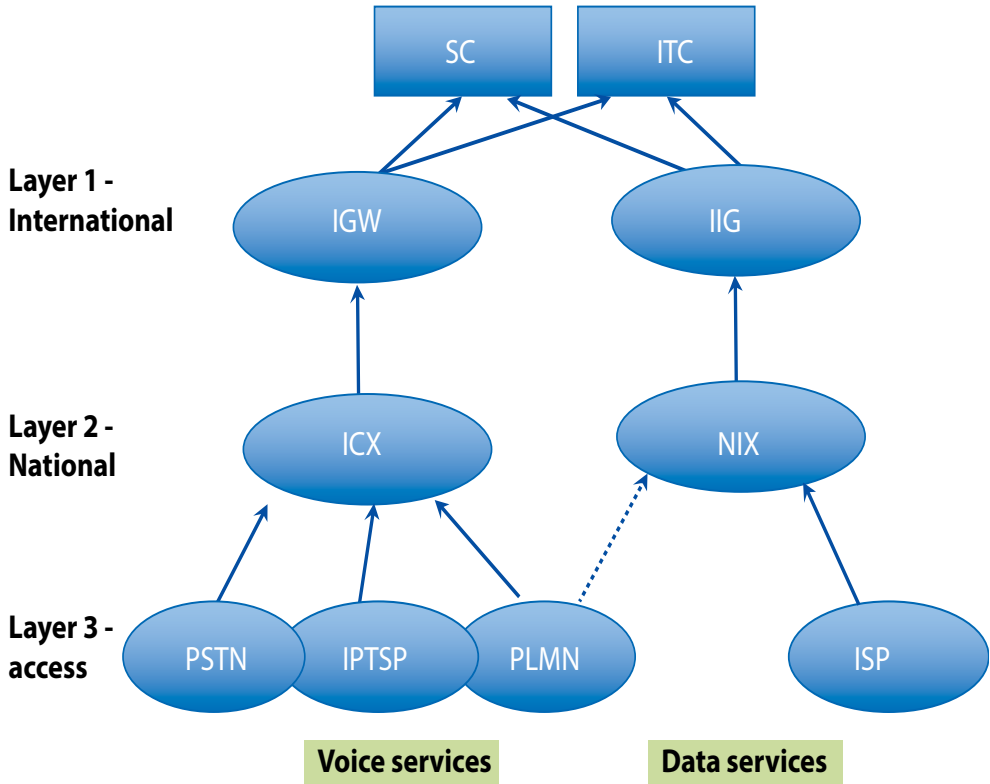 SC
ITC
Layer 1 -
International
IGW
IIG
Layer 2 -
National
ICX
NIX
Layer 3 -
access
PSTN
IPTSP
PLMN
ISP
Voice services
Data services